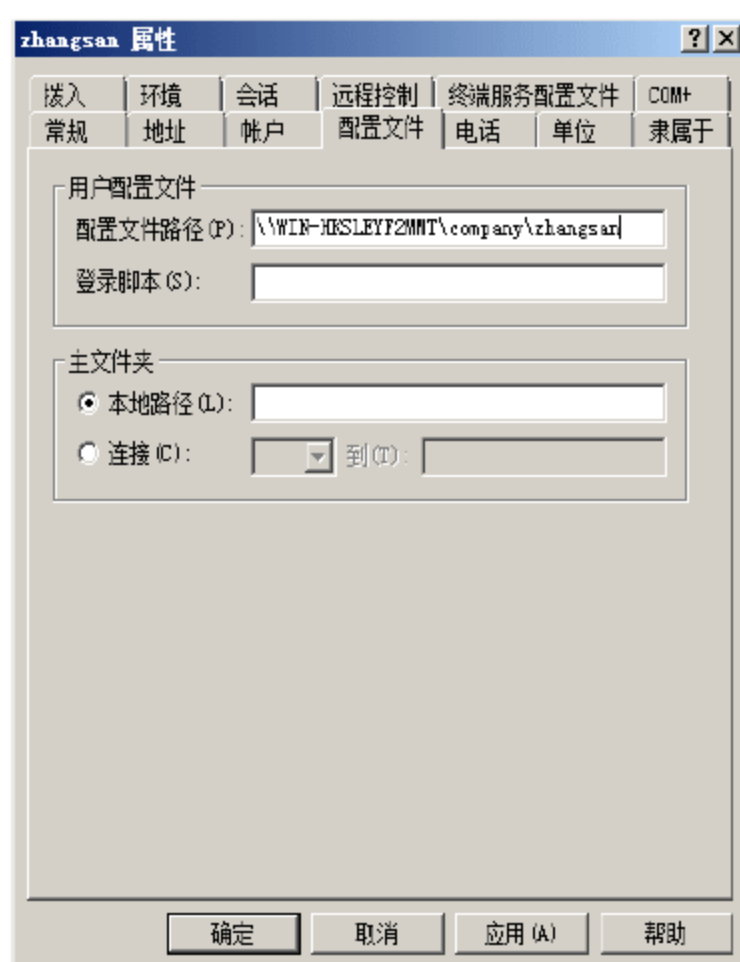 zhangsan 属性
拨入 环境 会话 远程控制 终端服务配置文件 COM+
常规 地址 帐户 配置文件 电话 单位 隶属于
用户配置文件
配置文件路径(P): \\WIN-HKSLEYF2MMT\company\zhangsan
登录脚本(S):
主文件夹
本地路径(L):
连接(C): 到(T):
确定 取消 应用(A) 帮助